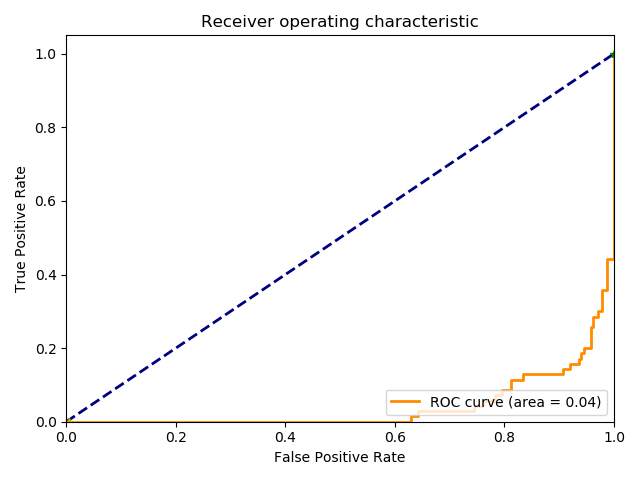 Receiver operating characteristic
True Positive Rate
1.0
0.8
0.6
0.4
0.2
0.0
ROC curve (area = 0.04)
0.0 0.2 0.4 0.6 0.8 1.0
False Positive Rate